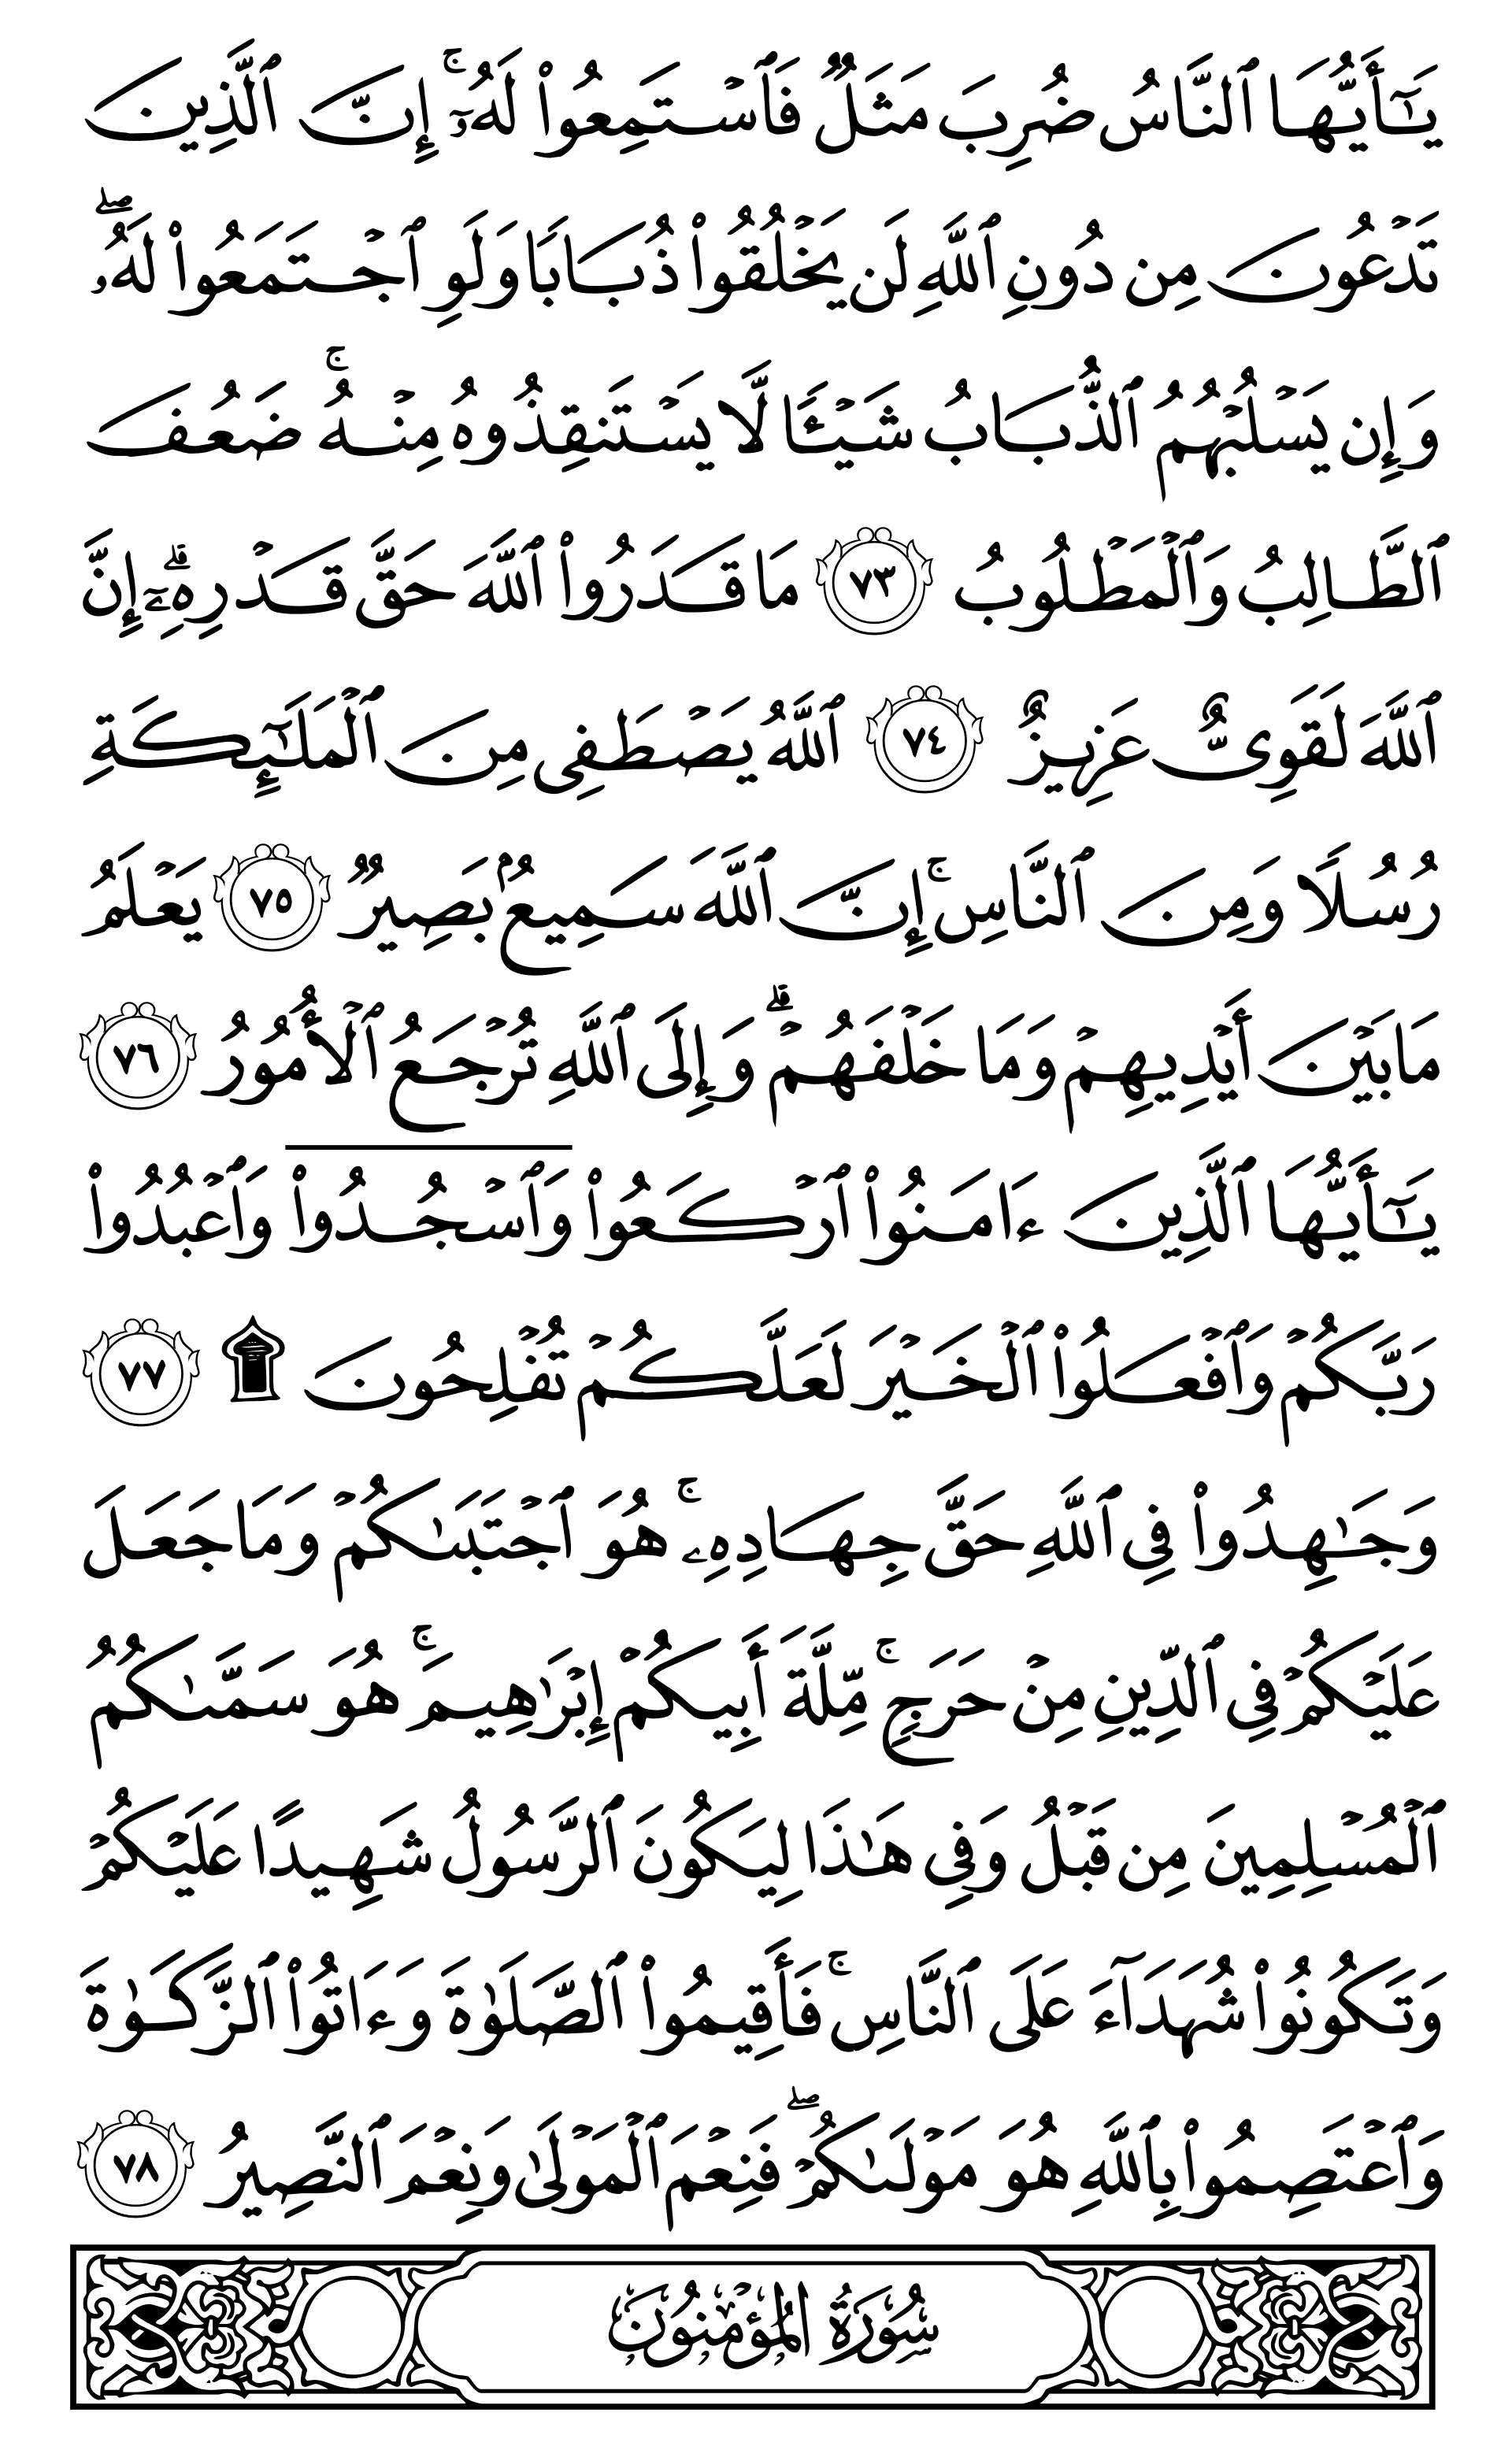 يَـٰٓأَيُّهَا ٱلنَّاسُ ضُرِبَ مَثَلٌ فَٱسْتَمِعُوا۟ لَهُۥٓ ۚ إِنَّ ٱلَّذِينَ
تَدْعُونَ مِن دُونِ ٱللَّهِ لَن يَخْلُقُوا۟ ذُبَابًا وَلَوِ ٱجْتَمَعُوا۟ لَهُۥ ۖ
وَإِن يَسْلُبْهُمُ ٱلذُّبَابُ شَيْـًٔا لَّا يَسْتَنقِذُوهُ مِنْهُ ۚ ضَعُفَ
ٱلطَّالِبُ وَٱلْمَطْلُوبُ ٧٣ مَا قَدَرُوا۟ ٱللَّهَ حَقَّ قَدْرِهِۦٓ ۗ إِنَّ
ٱللَّهَ لَقَوِىٌّ عَزِيزٌ ٧٤ ٱللَّهُ يَصْطَفِى مِنَ ٱلْمَلَـٰٓئِكَةِ
رُسُلًا وَمِنَ ٱلنَّاسِ ۚ إِنَّ ٱللَّهَ سَمِيعٌۢ بَصِيرٌ ٧٥ يَعْلَمُ
مَا بَيْنَ أَيْدِيهِمْ وَمَا خَلْفَهُمْ ۗ وَإِلَى ٱللَّهِ تُرْجَعُ ٱلْأُمُورُ ٧٦
يَـٰٓأَيُّهَا ٱلَّذِينَ ءَامَنُوا۟ ٱرْكَعُوا۟ وَٱسْجُدُوا۟ وَٱعْبُدُوا۟
رَبَّكُمْ وَٱفْعَلُوا۟ ٱلْخَيْرَ لَعَلَّكُمْ تُفْلِحُونَ ۩ ٧٧
وَجَـٰهِدُوا۟ فِى ٱللَّهِ حَقَّ جِهَادِهِۦ ۚ هُوَ ٱجْتَبَىٰكُمْ وَمَا جَعَلَ
عَلَيْكُمْ فِى ٱلدِّينِ مِنْ حَرَجٍ ۚ مِّلَّةَ أَبِيكُمْ إِبْرَٰهِيمَ ۚ هُوَ سَمَّىٰكُمُ
ٱلْمُسْلِمِينَ مِن قَبْلُ وَفِى هَـٰذَا لِيَكُونَ ٱلرَّسُولُ شَهِيدًا عَلَيْكُمْ
وَتَكُونُوا۟ شُهَدَآءَ عَلَى ٱلنَّاسِ ۚ فَأَقِيمُوا۟ ٱلصَّلَوٰةَ وَءَاتُوا۟ ٱلزَّكَوٰةَ
وَٱعْتَصِمُوا۟ بِٱللَّهِ هُوَ مَوْلَىٰكُمْ ۖ فَنِعْمَ ٱلْمَوْلَىٰ وَنِعْمَ ٱلنَّصِيرُ ٧٨
سُورَةُ المُؤْمِنُونَ